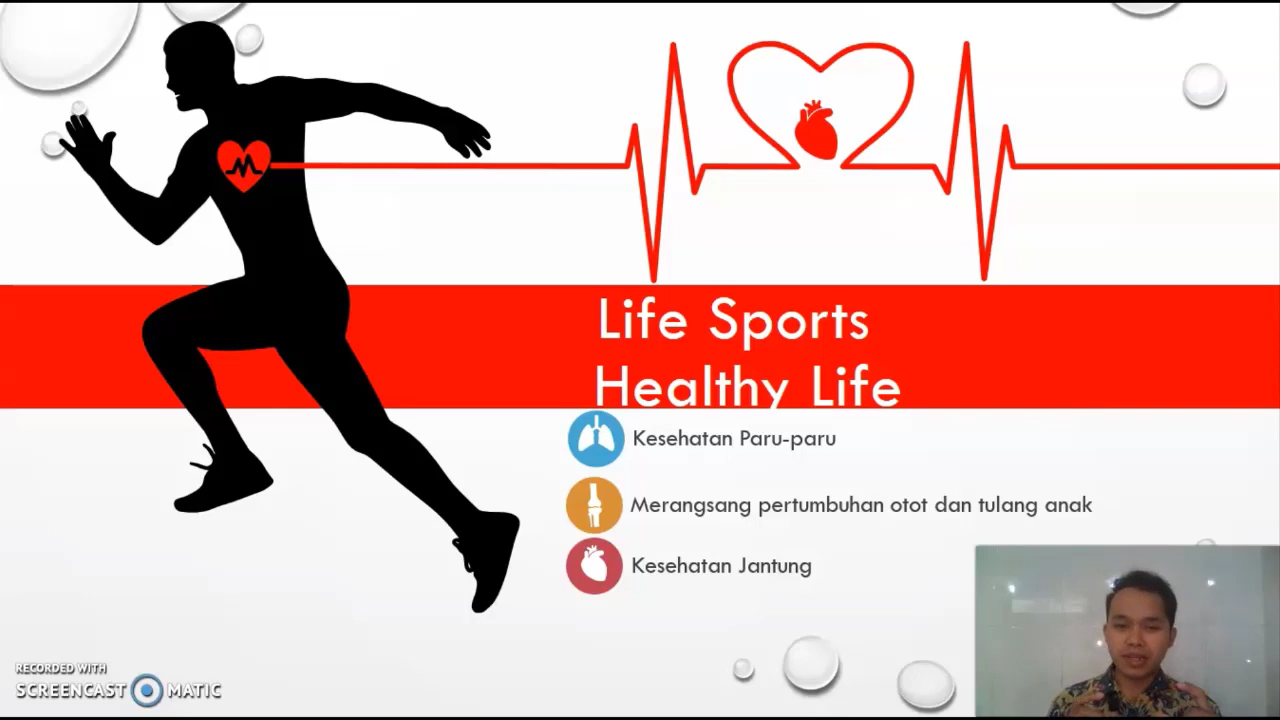 Life Sports
Healthy Life
Kesehatan Paru-paru
Merangsang pertumbuhan otot dan tulang anak
Kesehatan Jantung
RECORDED WITH
SCREENCAST MATIC